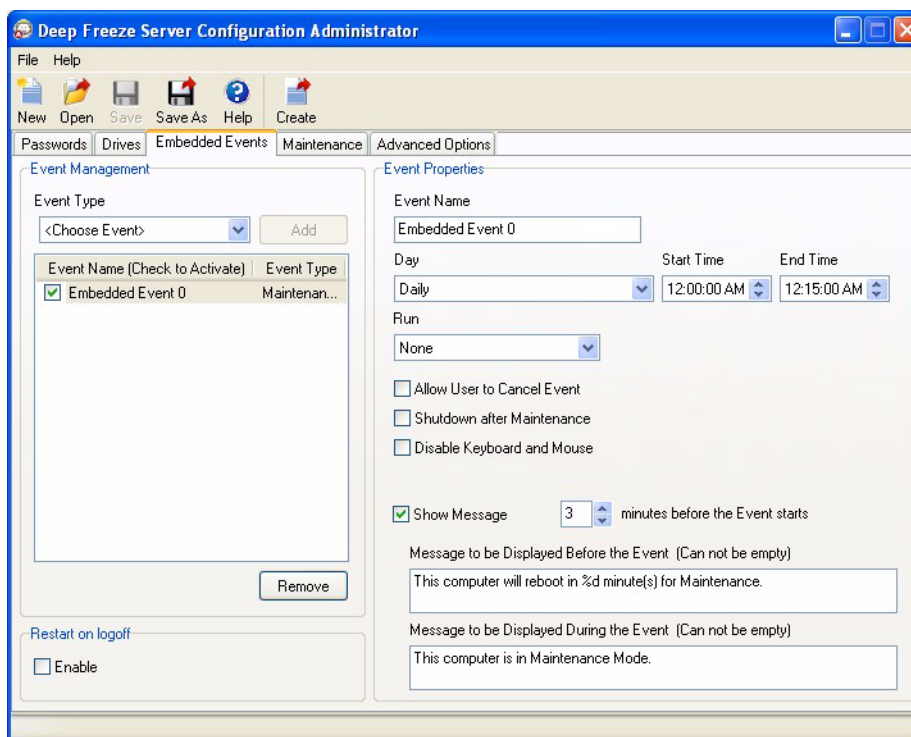 Deep Freeze Server Configuration Administrator
File Help
New Open Save Save As Help Create
Passwords Drives Embedded Events Maintenance Advanced Options
Event Management
Event Type
<Choose Event> Add
Event Name (Check to Activate) Event Type
Embedded Event 0 Maintenan...
Remove
Restart on logoff
Enable
Event Properties
Event Name
Embedded Event 0
Day Start Time End Time
Daily 12:00:00 AM 12:15:00 AM
Run
None
Allow User to Cancel Event
Shutdown after Maintenance
Disable Keyboard and Mouse
Show Message 3 minutes before the Event starts
Message to be Displayed Before the Event (Can not be empty)
This computer will reboot in %d minute(s) for Maintenance.
Message to be Displayed During the Event (Can not be empty)
This computer is in Maintenance Mode.